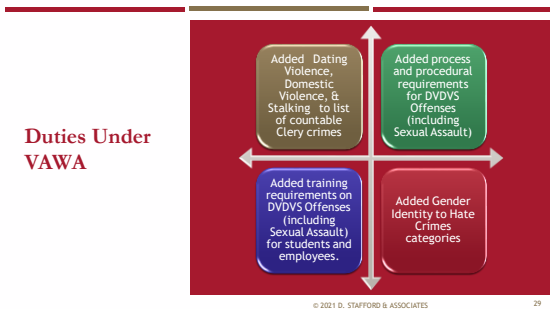 Duties Under
VAWA
Added Dating
Violence,
Domestic
Violence, &
Stalking to list
of countable
Clery crimes
Added process
and procedural
requirements
for DVDVS
Offenses
(including
Sexual Assault)
Added training
requirements on
DVDVS Offenses
(including
Sexual Assault)
for students and
employees.
Added Gender
Identity to Hate
Crimes
categories
© 2021 D. STAFFORD & ASSOCIATES
29